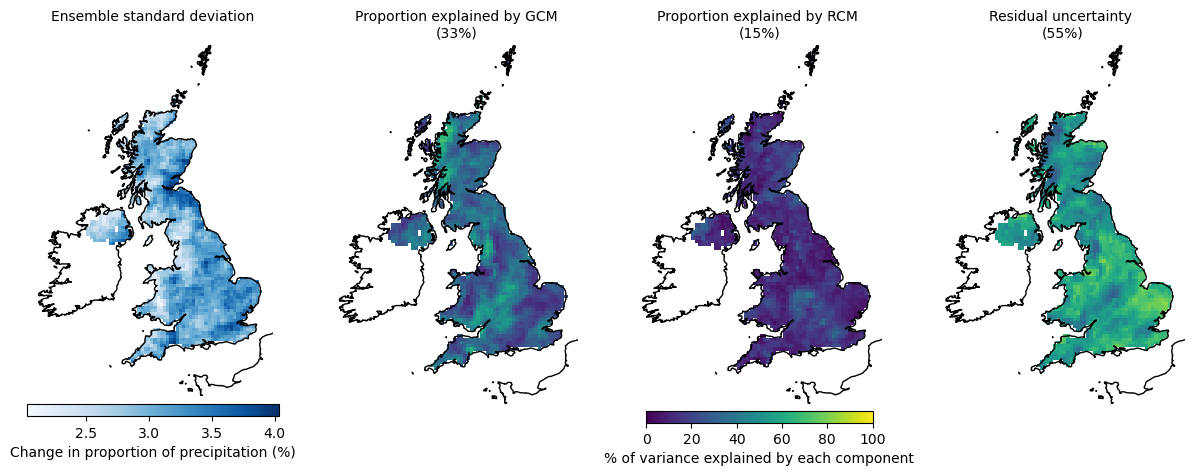 Ensemble standard deviation
Proportion explained by GCM
(33%)
Proportion explained by RCM
(15%)
Residual uncertainty
(55%)
2.5 3.0 3.5 4.0
Change in proportion of precipitation (%)
0 20 40 60 80 100
% of variance explained by each component